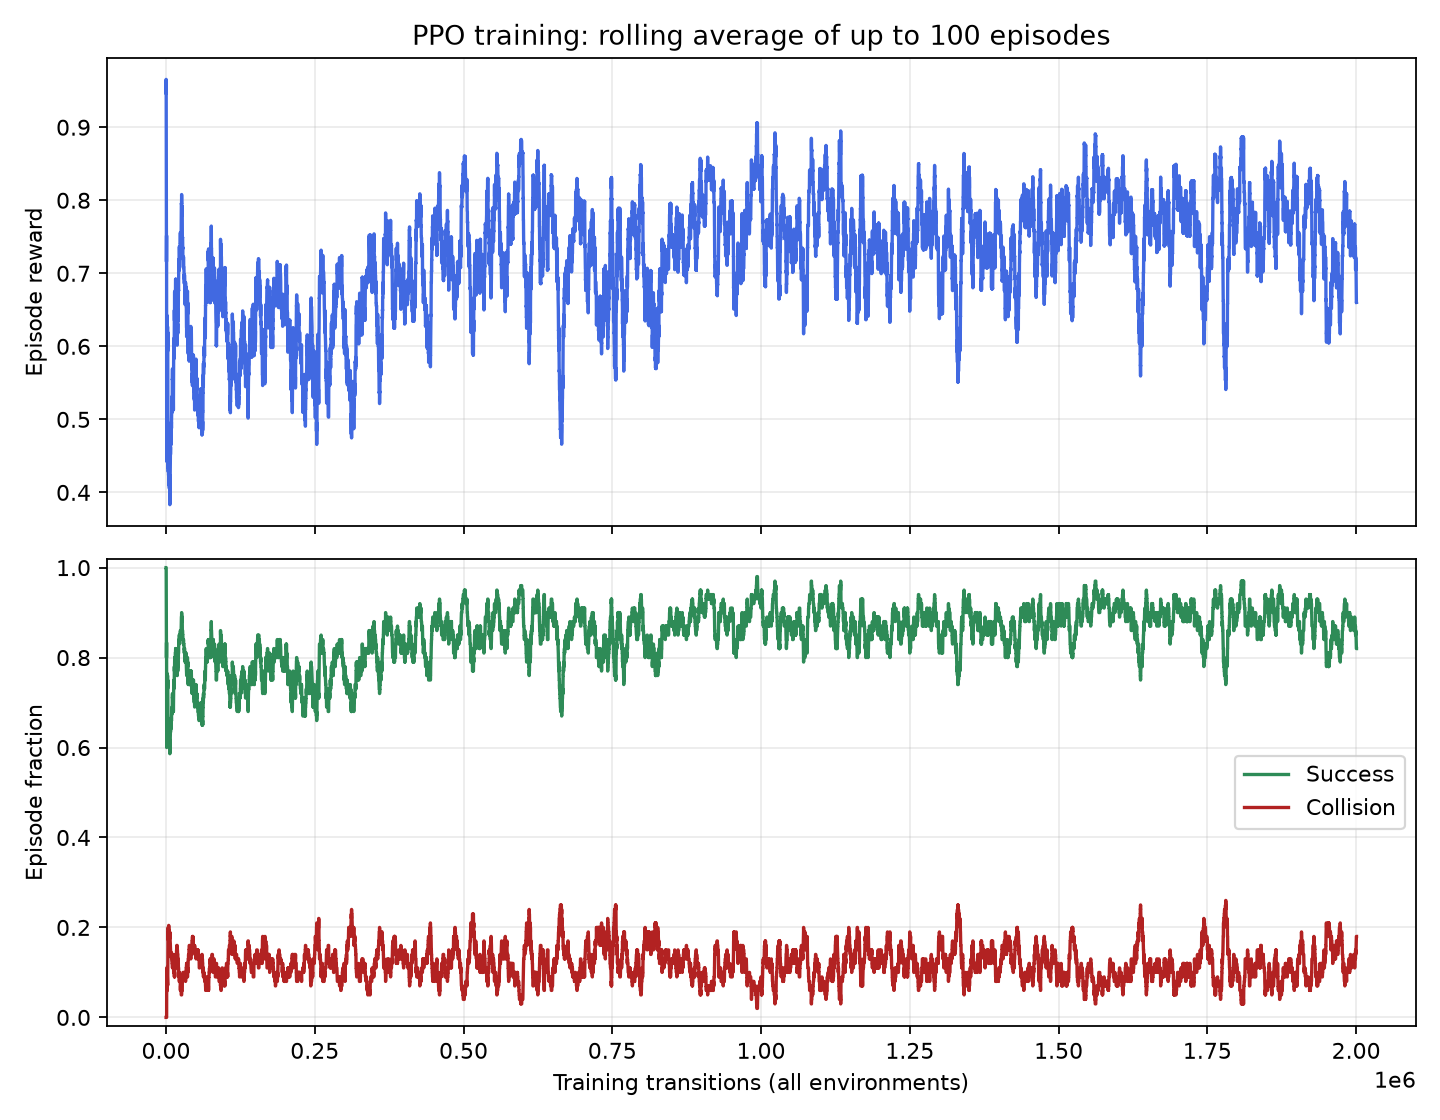 PPO training: rolling average of up to 100 episodes
Episode reward
0.9
0.8
0.7
0.6
0.5
0.4
Episode fraction
1.0
0.8
0.6
0.4
0.2
0.0
Success
Collision
0.00 0.25 0.50 0.75 1.00 1.25 1.50 1.75 2.00
1e6
Training transitions (all environments)